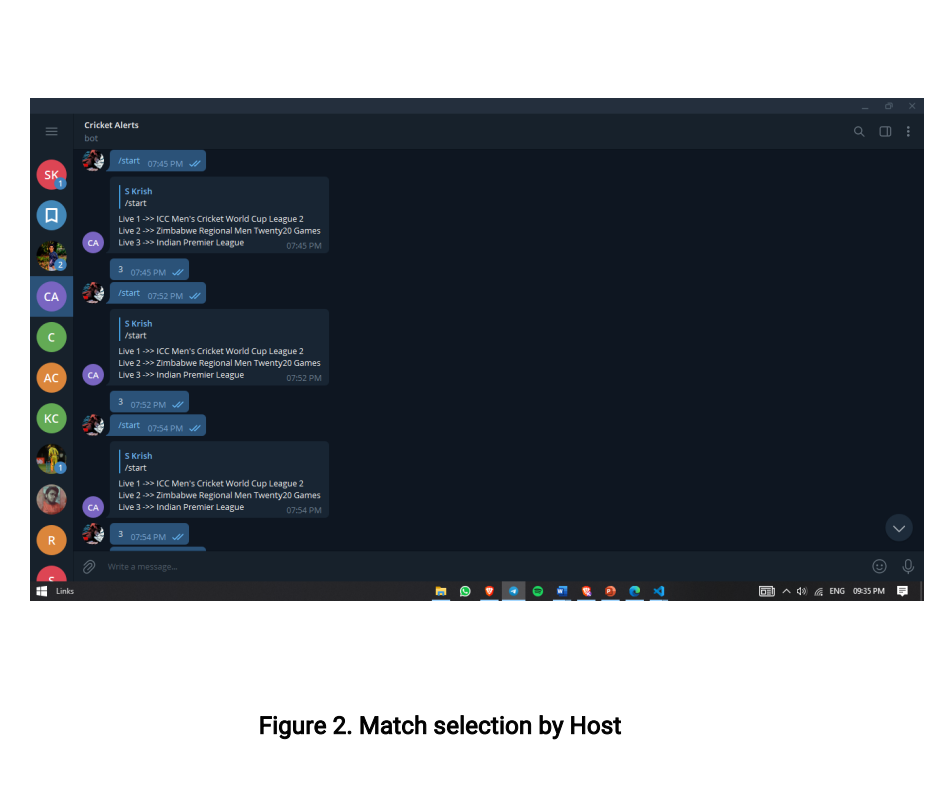 Cricket Alerts
bot
/start 07:45 PM
SK
1
S Krish
/start
Live 1 ->> ICC Men's Cricket World Cup League 2
Live 2 ->> Zimbabwe Regional Men Twenty20 Games
Live 3 ->> Indian Premier League 07:45 PM
CA
2
3 07:45 PM
CA
/start 07:52 PM
S Krish
/start
C
Live 1 ->> ICC Men's Cricket World Cup League 2
Live 2 ->> Zimbabwe Regional Men Twenty20 Games
Live 3 ->> Indian Premier League 07:52 PM
CA
AC
3 07:52 PM
KC
/start 07:54 PM
S Krish
/start
1
Live 1 ->> ICC Men's Cricket World Cup League 2
Live 2 ->> Zimbabwe Regional Men Twenty20 Games
Live 3 ->> Indian Premier League 07:54 PM
CA
3 07:54 PM
R
Write a message...
S
Links
ENG 09:35 PM
Figure 2. Match selection by Host